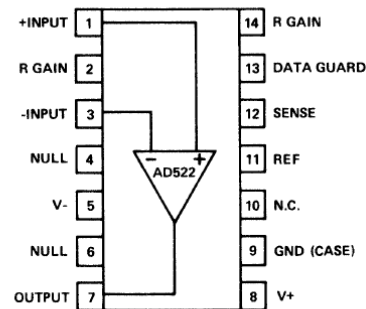 +INPUT 1 14 R GAIN
R GAIN 2 13 DATA GUARD
-INPUT 3 12 SENSE
NULL 4 - + 11 REF
AD522
V- 5 10 N.C.
NULL 6 9 GND (CASE)
OUTPUT 7 8 V+